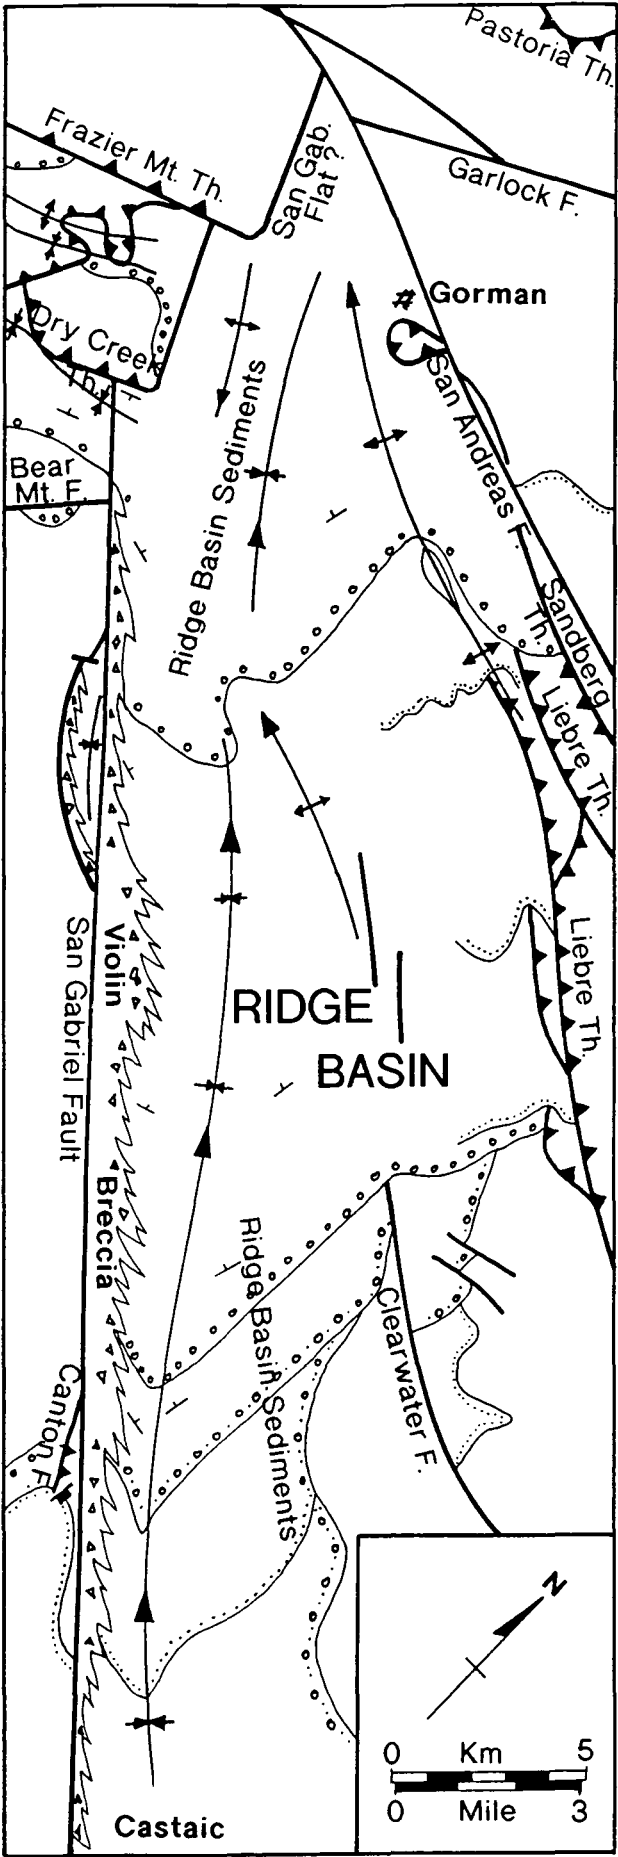 Pastoria Th.
Frazier Mt. Th.
San Gab.
Flat ?
Garlock F.
Gorman
Dry Creek
Th.
Ridge Basin Sediments
San Andreas F.
Bear
Mt. F.
Sandberg
Th.
Liebre Th.
San Gabriel Fault
Violin
Breccia
Liebre Th.
RIDGE
BASIN
Ridge Basin Sediments
Clearwater F.
Canton F.
N
0 Km 5
0 Mile 3
Castaic